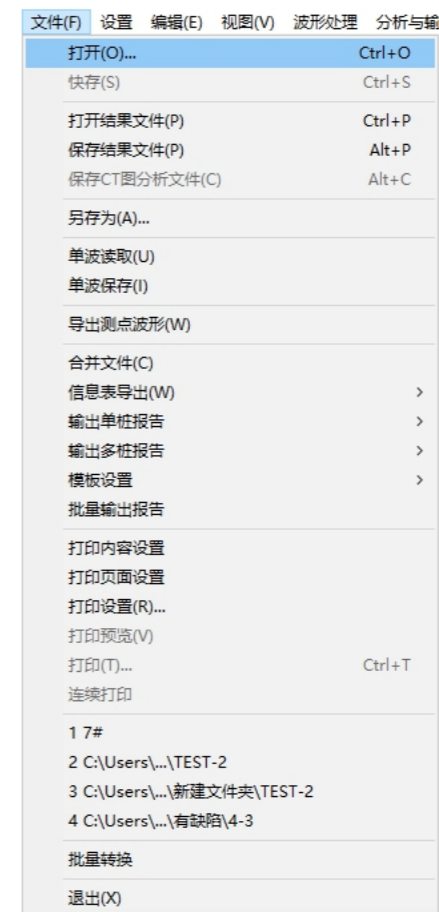 文件(F) 设置 编辑(E) 视图(V) 波形处理 分析与输
打开(O)... Ctrl+O
快存(S) Ctrl+S
打开结果文件(P) Ctrl+P
保存结果文件(P) Alt+P
保存CT图分析文件(C) Alt+C
另存为(A)...
单波读取(U)
单波保存(I)
导出测点波形(W)
合并文件(C)
信息表导出(W)
输出单桩报告
输出多桩报告
模板设置
批量输出报告
打印内容设置
打印页面设置
打印设置(R)...
打印预览(V)
打印(T)... Ctrl+T
连续打印
1 7#
2 C:\Users\...\TEST-2
3 C:\Users\...\新建文件夹\TEST-2
4 C:\Users\...\有缺陷\4-3
批量转换
退出(X)